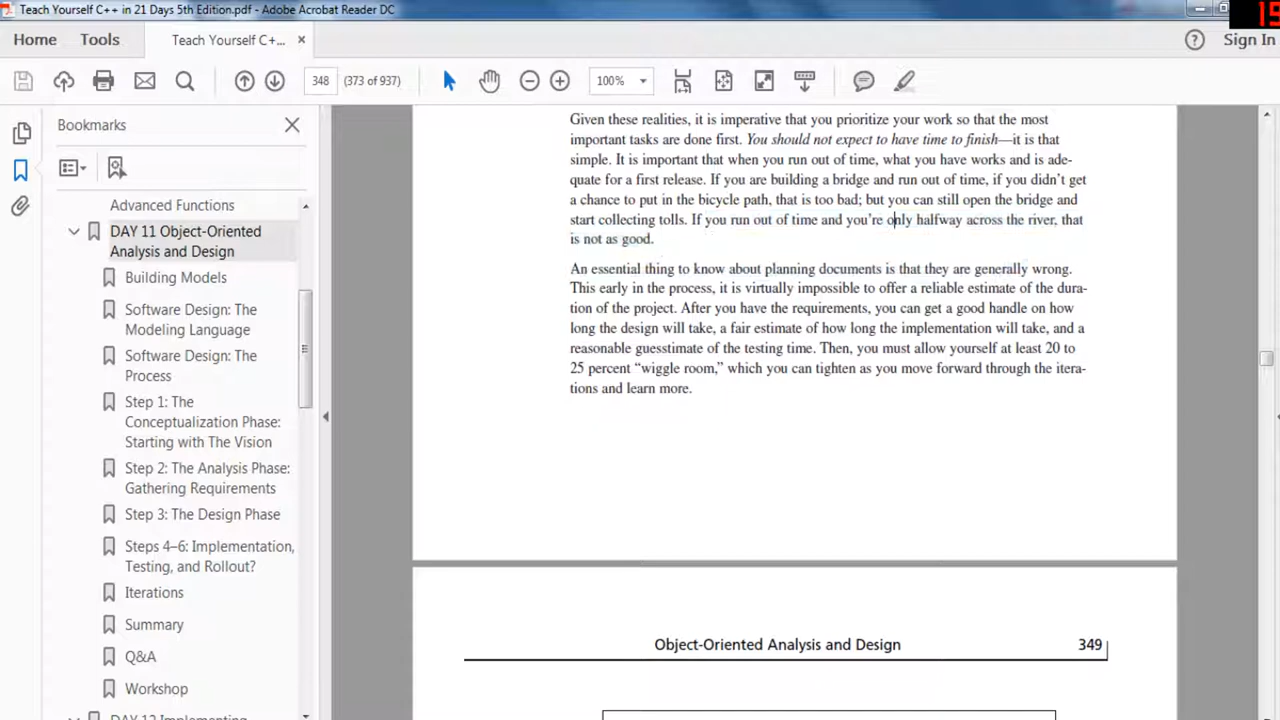 Teach Yourself C++ in 21 Days 5th Edition.pdf - Adobe Acrobat Reader DC
Home Tools Teach Yourself C++... × Sign In
348 (373 of 937) 100%
Bookmarks
Advanced Functions
DAY 11 Object-Oriented
Analysis and Design
Building Models
Software Design: The
Modeling Language
Software Design: The
Process
Step 1: The
Conceptualization Phase:
Starting with The Vision
Step 2: The Analysis Phase:
Gathering Requirements
Step 3: The Design Phase
Steps 4–6: Implementation,
Testing, and Rollout?
Iterations
Summary
Q&A
Workshop
DAY 12 Implementing
Given these realities, it is imperative that you prioritize your work so that the most
important tasks are done first. You should not expect to have time to finish—it is that
simple. It is important that when you run out of time, what you have works and is ade-
quate for a first release. If you are building a bridge and run out of time, if you didn't get
a chance to put in the bicycle path, that is too bad; but you can still open the bridge and
start collecting tolls. If you run out of time and you're only halfway across the river, that
is not as good.
An essential thing to know about planning documents is that they are generally wrong.
This early in the process, it is virtually impossible to offer a reliable estimate of the dura-
tion of the project. After you have the requirements, you can get a good handle on how
long the design will take, a fair estimate of how long the implementation will take, and a
reasonable guesstimate of the testing time. Then, you must allow yourself at least 20 to
25 percent “wiggle room,” which you can tighten as you move forward through the itera-
tions and learn more.
Object-Oriented Analysis and Design 349